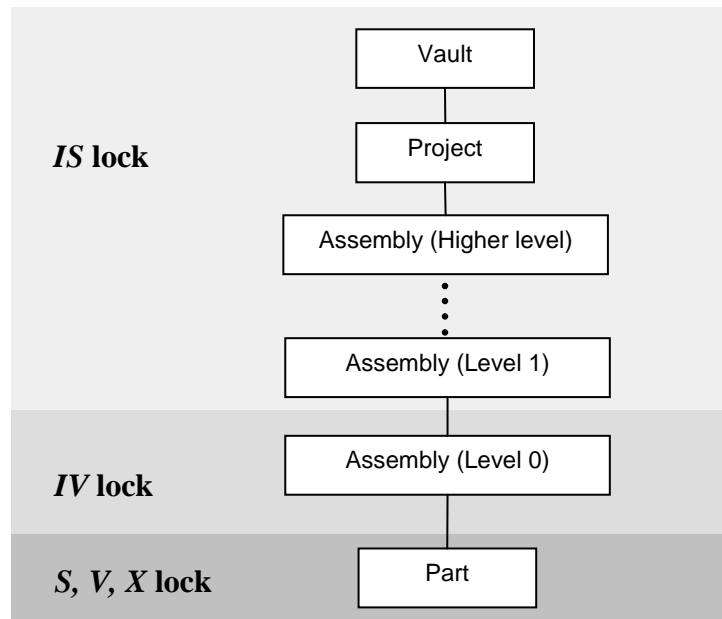 Vault
IS lock
Project
Assembly (Higher level)
Assembly (Level 1)
IV lock
Assembly (Level 0)
S, V, X lock
Part